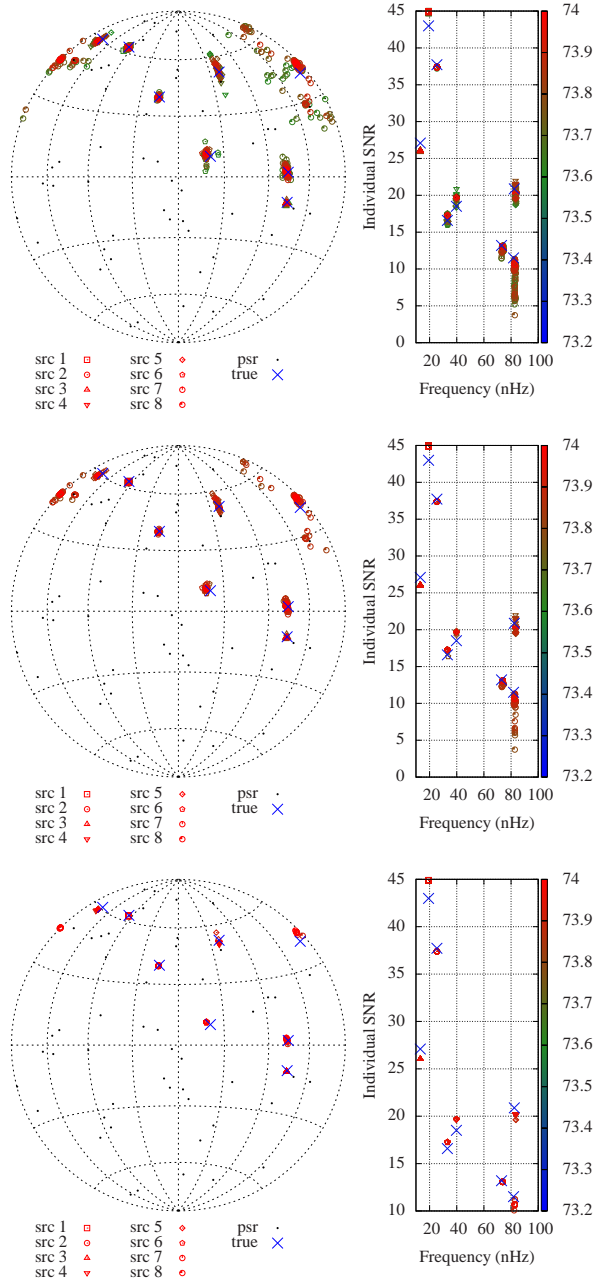 45
40
35
30
25
20
15
10
5
0
Individual SNR
20 40 60 80 100
Frequency (nHz)
74
73.9
73.8
73.7
73.6
73.5
73.4
73.3
73.2
src 1 src 5 psr
src 2 src 6 true
src 3 src 7
src 4 src 8
45
40
35
30
25
20
15
10
5
0
Individual SNR
20 40 60 80 100
Frequency (nHz)
74
73.9
73.8
73.7
73.6
73.5
73.4
73.3
73.2
src 1 src 5 psr
src 2 src 6 true
src 3 src 7
src 4 src 8
45
40
35
30
25
20
15
10
Individual SNR
20 40 60 80 100
Frequency (nHz)
74
73.9
73.8
73.7
73.6
73.5
73.4
73.3
73.2
src 1 src 5 psr
src 2 src 6 true
src 3 src 7
src 4 src 8